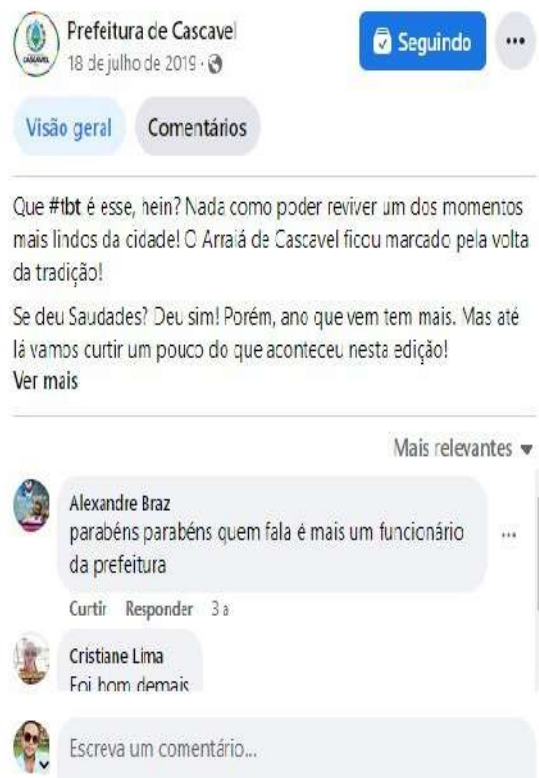 Prefeitura de Cascavel
18 de julho de 2019
Seguindo
Visão geral
Comentários
Que #tbt é esse, hein? Nada como poder reviver um dos momentos
mais lindos da cidade! O Arraiá de Cascavel ficou marcado pela volta
da tradição!
Se deu Saudades? Deu sim! Porém, ano que vem tem mais. Mas até
lá vamos curtir um pouco do que aconteceu nesta edição!
Ver mais
Mais relevantes
Alexandre Braz
parabéns parabéns quem fala é mais um funcionário
da prefeitura
Curtir Responder 3 a
Cristiane Lima
Foi bom demais
Escreva um comentário...